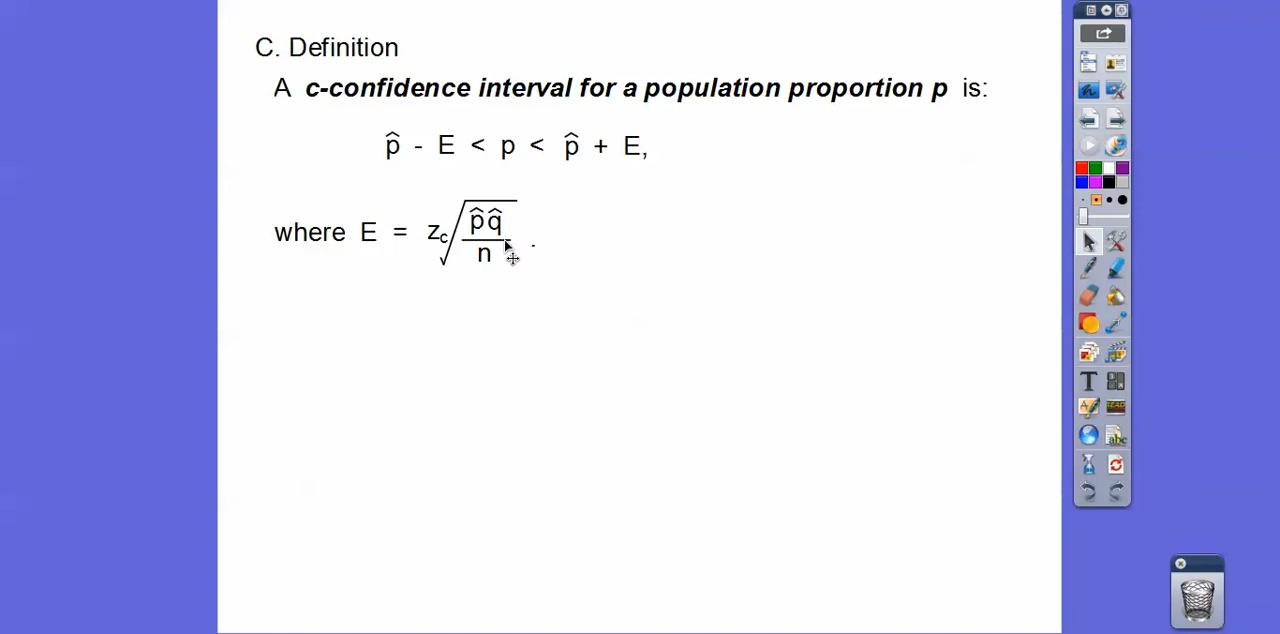 C. Definition
A c-confidence interval for a population proportion p is:
p̂ - E < p < p̂ + E,
where E = z_c √(p̂q̂/n) .